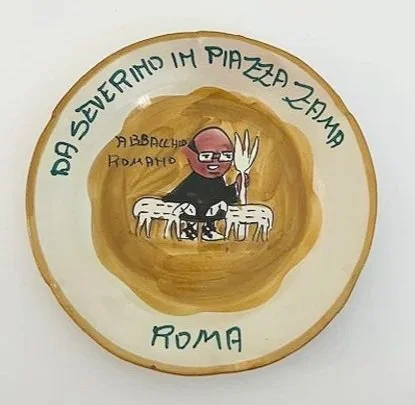 DA SEVERINO IN PIAZZA ZAMA
ABBACCHIO
ROMANO
ROMA